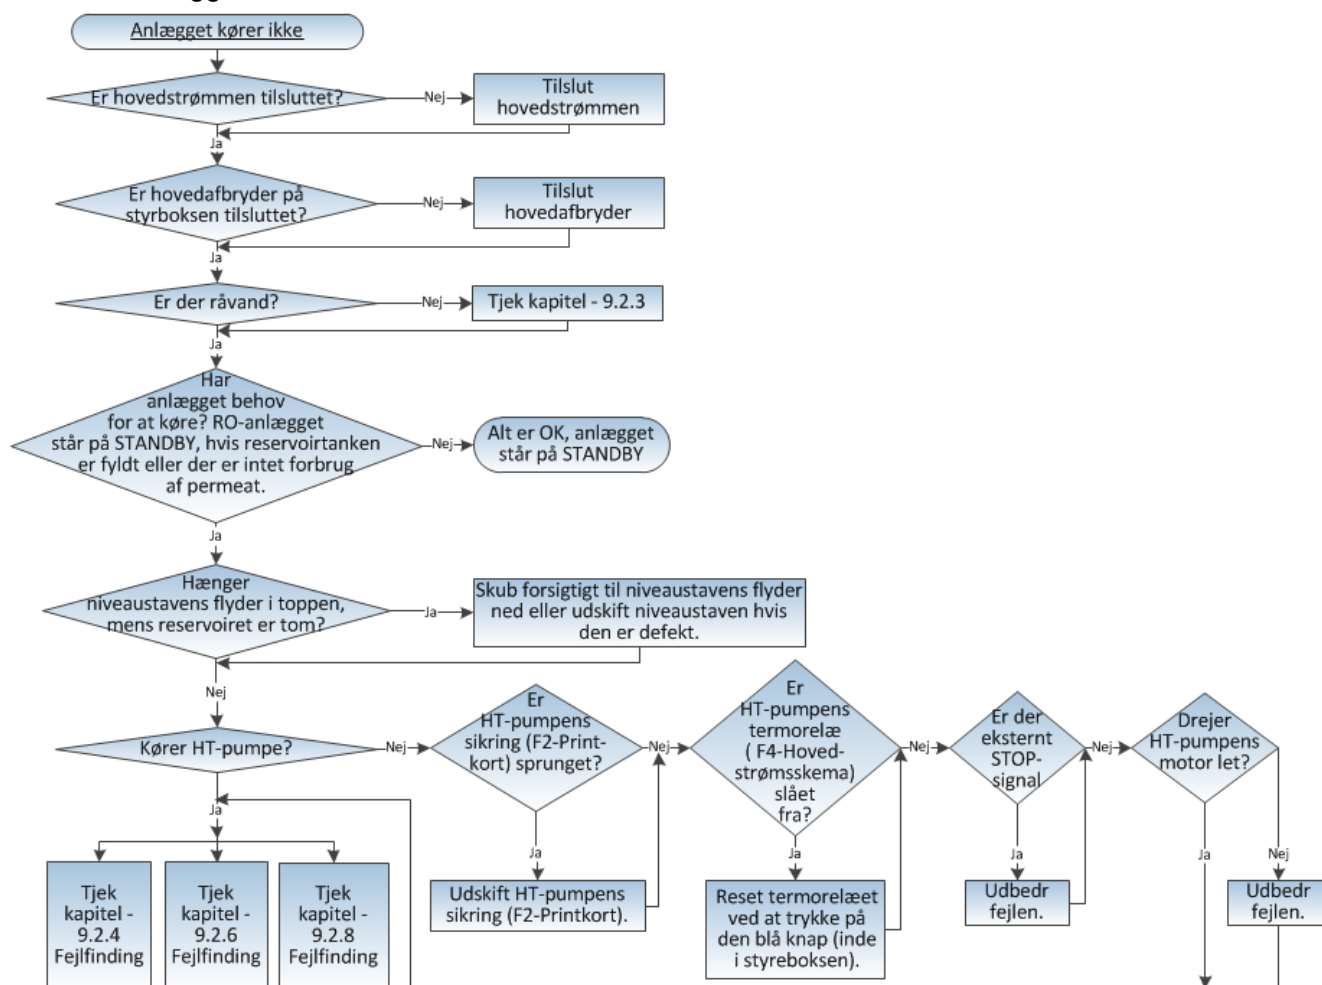 Anlægget kører ikke
Er hovedstrømmen tilsluttet?
Nej
Tilslut
hovedstrømmen
Ja
Er hovedafbryder på
styrboksen tilsluttet?
Nej
Tilslut
hovedafbryder
Ja
Er der råvand?
Nej
Tjek kapitel - 9.2.3
Ja
Har
anlægget behov
for at køre? RO-anlægget
står på STANDBY, hvis reservoirtanken
er fyldt eller der er intet forbrug
af permeat.
Nej
Alt er OK, anlægget
står på STANDBY
Ja
Hænger
niveaustavens flyder i toppen,
mens reservoiret er tom?
Ja
Skub forsigtigt til niveaustavens flyder
ned eller udskift niveaustaven hvis
den er defekt.
Nej
Kører HT-pumpe?
Nej
Er
HT-pumpens
sikring (F2-Print-
kort) sprunget?
Nej
Er
HT-pumpens
termorelæ
( F4-Hoved-
strømsskema)
slået
fra?
Nej
Er der
eksternt
STOP-
signal
Nej
Drejer
HT-pumpens
motor let?
Ja
Ja
Ja
Ja
Ja
Nej
Tjek
kapitel -
9.2.4
Fejlfinding
Tjek
kapitel -
9.2.6
Fejlfinding
Tjek
kapitel -
9.2.8
Fejlfinding
Udskift HT-pumpens
sikring (F2-Printkort).
Reset termorelæet
ved at trykke på
den blå knap (inde
i styreboksen).
Udbedr
fejlen.
Udbedr
fejlen.